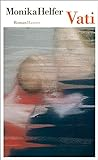 Monika Helfer
Vati
Roman Hanser